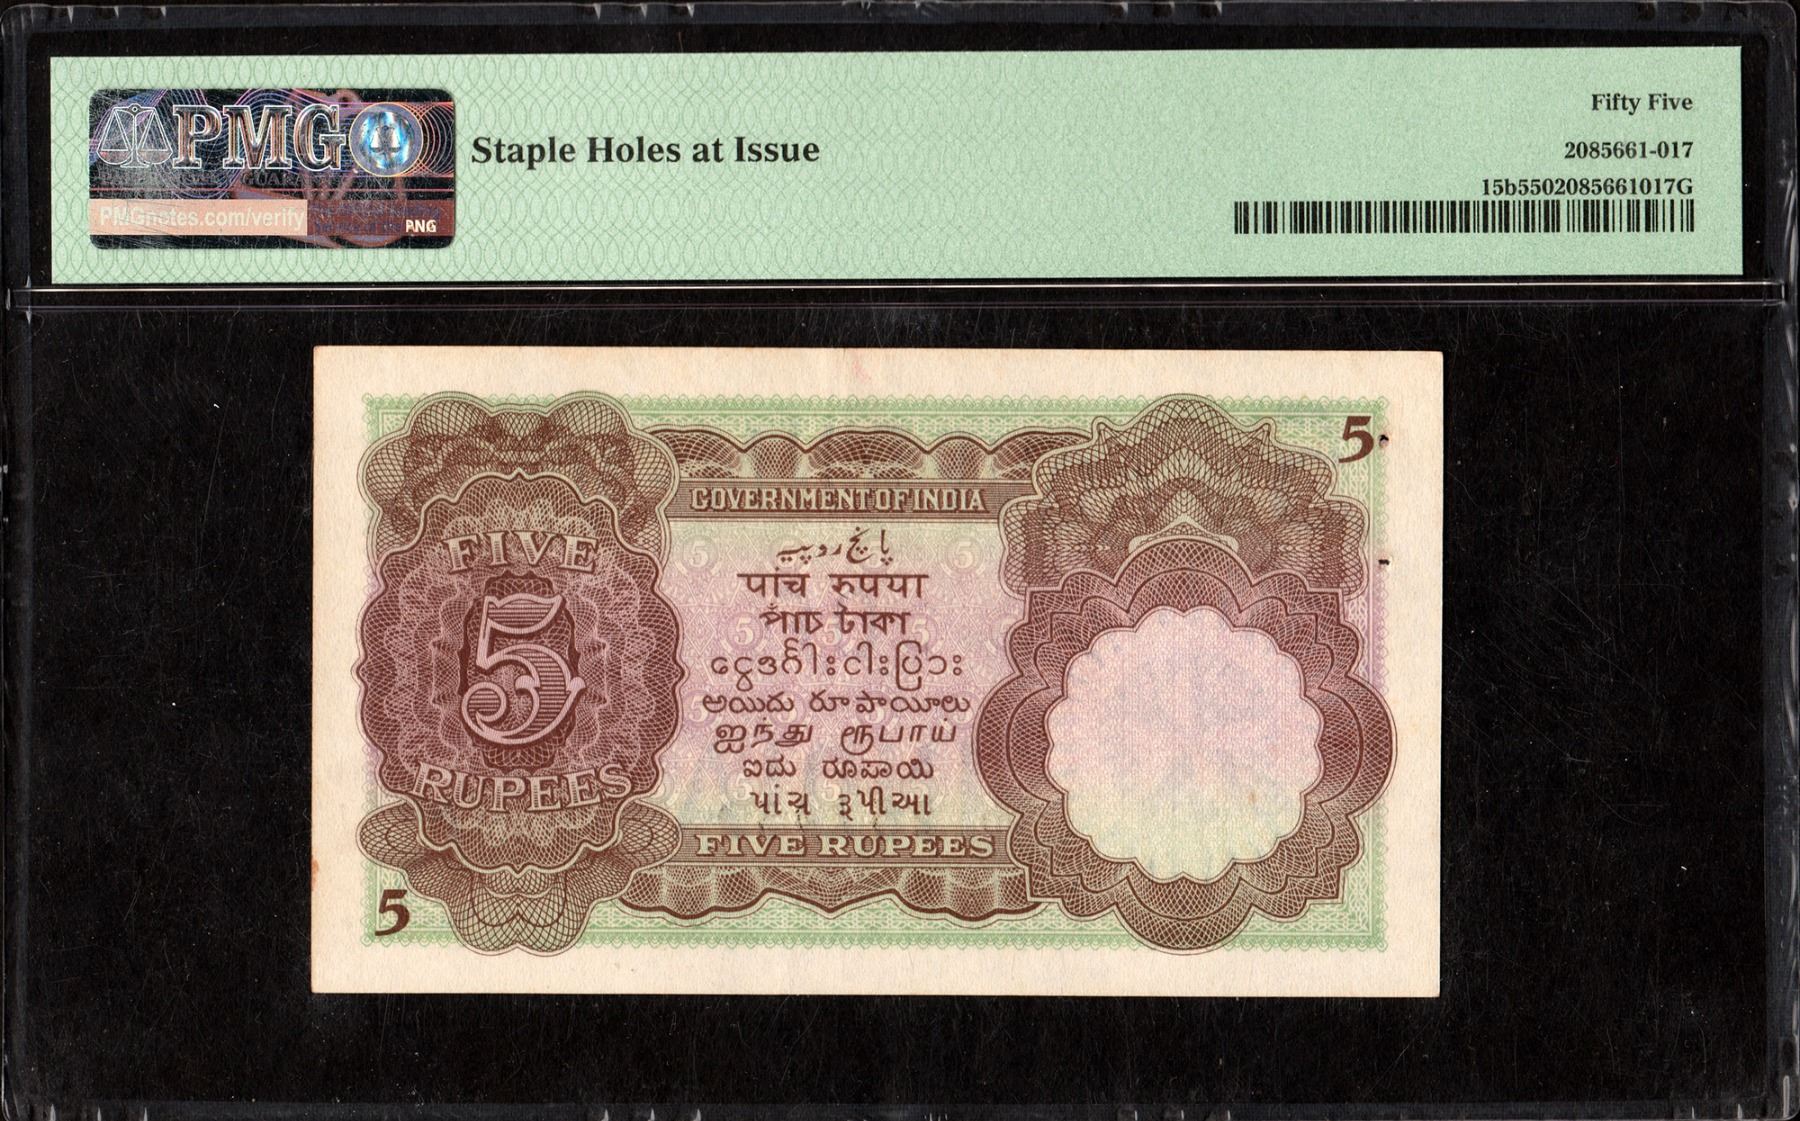 PMG
PMGnotes.com/verify
PNG
Staple Holes at Issue
Fifty Five
2085661-017
15b5502085661017G
5
GOVERNMENT OF INDIA
FIVE
5
RUPEES
پانچ روپیہ
पांच रुपया
পাঁচ টাকা
ငွေဒင်္ဂါးငါးပြား
అయిదు రూపాయీలు
ஐந்து ரூபாய்
ಐದು ರೂಪಾಯಿ
પાંચ રૂપીઆ
FIVE RUPEES
5